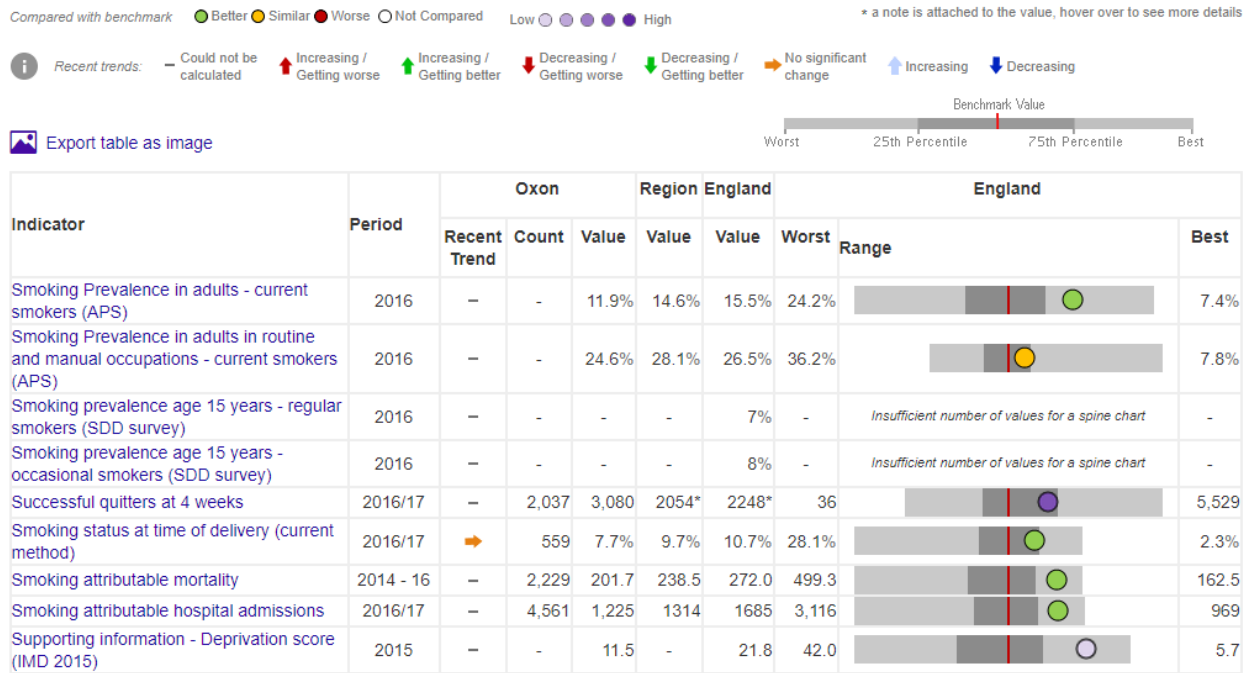 Compared with benchmark Better Similar Worse Not Compared Low High * a note is attached to the value, hover over to see more details
i Recent trends: – Could not be calculated Increasing / Getting worse Increasing / Getting better Decreasing / Getting worse Decreasing / Getting better No significant change Increasing Decreasing
Benchmark Value
Export table as image
Worst 25th Percentile 75th Percentile Best
Oxon Region England England
Indicator Period Recent Trend Count Value Value Value Worst Range Best
Smoking Prevalence in adults - current smokers (APS) 2016 – - 11.9% 14.6% 15.5% 24.2% 7.4%
Smoking Prevalence in adults in routine and manual occupations - current smokers (APS) 2016 – - 24.6% 28.1% 26.5% 36.2% 7.8%
Smoking prevalence age 15 years - regular smokers (SDD survey) 2016 – - - - 7% - Insufficient number of values for a spine chart -
Smoking prevalence age 15 years - occasional smokers (SDD survey) 2016 – - - - 8% - Insufficient number of values for a spine chart -
Successful quitters at 4 weeks 2016/17 – 2,037 3,080 2054* 2248* 36 5,529
Smoking status at time of delivery (current method) 2016/17 559 7.7% 9.7% 10.7% 28.1% 2.3%
Smoking attributable mortality 2014 - 16 – 2,229 201.7 238.5 272.0 499.3 162.5
Smoking attributable hospital admissions 2016/17 – 4,561 1,225 1314 1685 3,116 969
Supporting information - Deprivation score (IMD 2015) 2015 – - 11.5 - 21.8 42.0 5.7